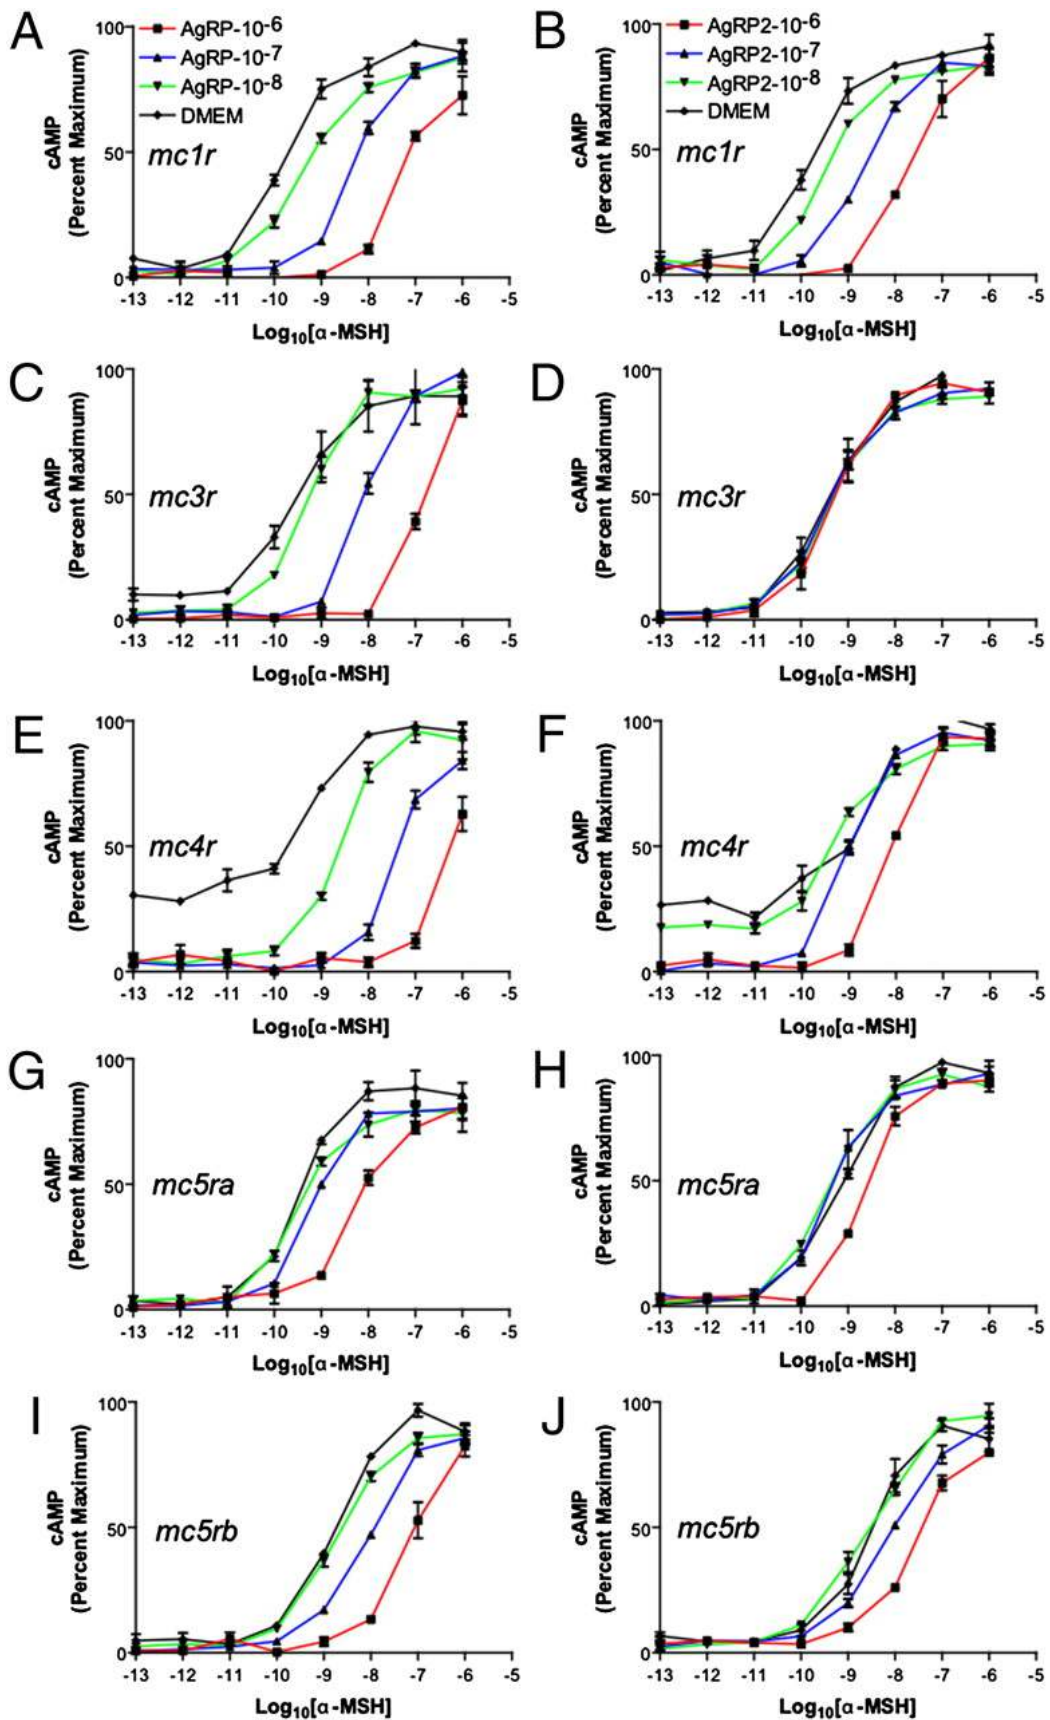 A
AgRP-10-6
AgRP-10-7
AgRP-10-8
DMEM
mc1r
cAMP
(Percent Maximum)
100
50
0
-13 -12 -11 -10 -9 -8 -7 -6 -5
Log10[α-MSH]
B
AgRP2-10-6
AgRP2-10-7
AgRP2-10-8
DMEM
mc1r
cAMP
(Percent Maximum)
100
50
0
-13 -12 -11 -10 -9 -8 -7 -6 -5
Log10[α-MSH]
C
mc3r
cAMP
(Percent Maximum)
100
50
0
-13 -12 -11 -10 -9 -8 -7 -6 -5
Log10[α-MSH]
D
mc3r
cAMP
(Percent Maximum)
100
50
0
-13 -12 -11 -10 -9 -8 -7 -6 -5
Log10[α-MSH]
E
mc4r
cAMP
(Percent Maximum)
100
50
0
-13 -12 -11 -10 -9 -8 -7 -6 -5
Log10[α-MSH]
F
mc4r
cAMP
(Percent Maximum)
100
50
0
-13 -12 -11 -10 -9 -8 -7 -6 -5
Log10[α-MSH]
G
mc5ra
cAMP
(Percent Maximum)
100
50
0
-13 -12 -11 -10 -9 -8 -7 -6 -5
Log10[α-MSH]
H
mc5ra
cAMP
(Percent Maximum)
100
50
0
-13 -12 -11 -10 -9 -8 -7 -6 -5
Log10[α-MSH]
I
mc5rb
cAMP
(Percent Maximum)
100
50
0
-13 -12 -11 -10 -9 -8 -7 -6 -5
Log10[α-MSH]
J
mc5rb
cAMP
(Percent Maximum)
100
50
0
-13 -12 -11 -10 -9 -8 -7 -6 -5
Log10[α-MSH]